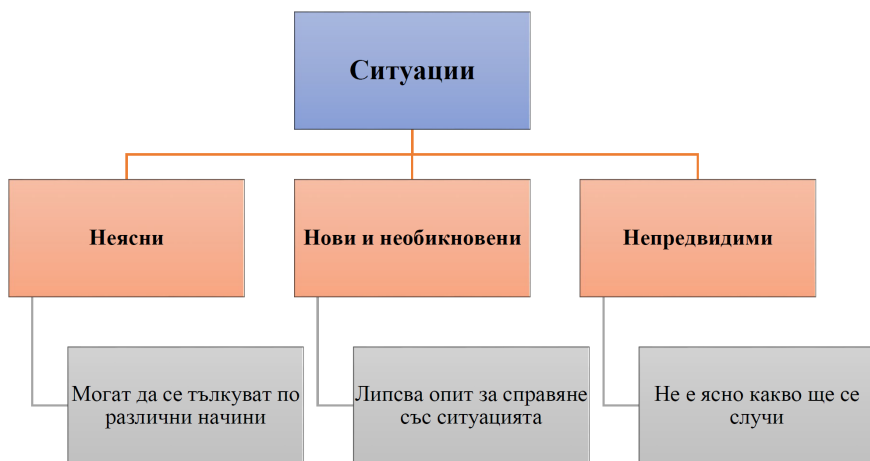 Ситуации
Неясни
Нови и необикновени
Непредвидими
Могат да се тълкуват по
различни начини
Липсва опит за справяне
със ситуацията
Не е ясно какво ще се
случи